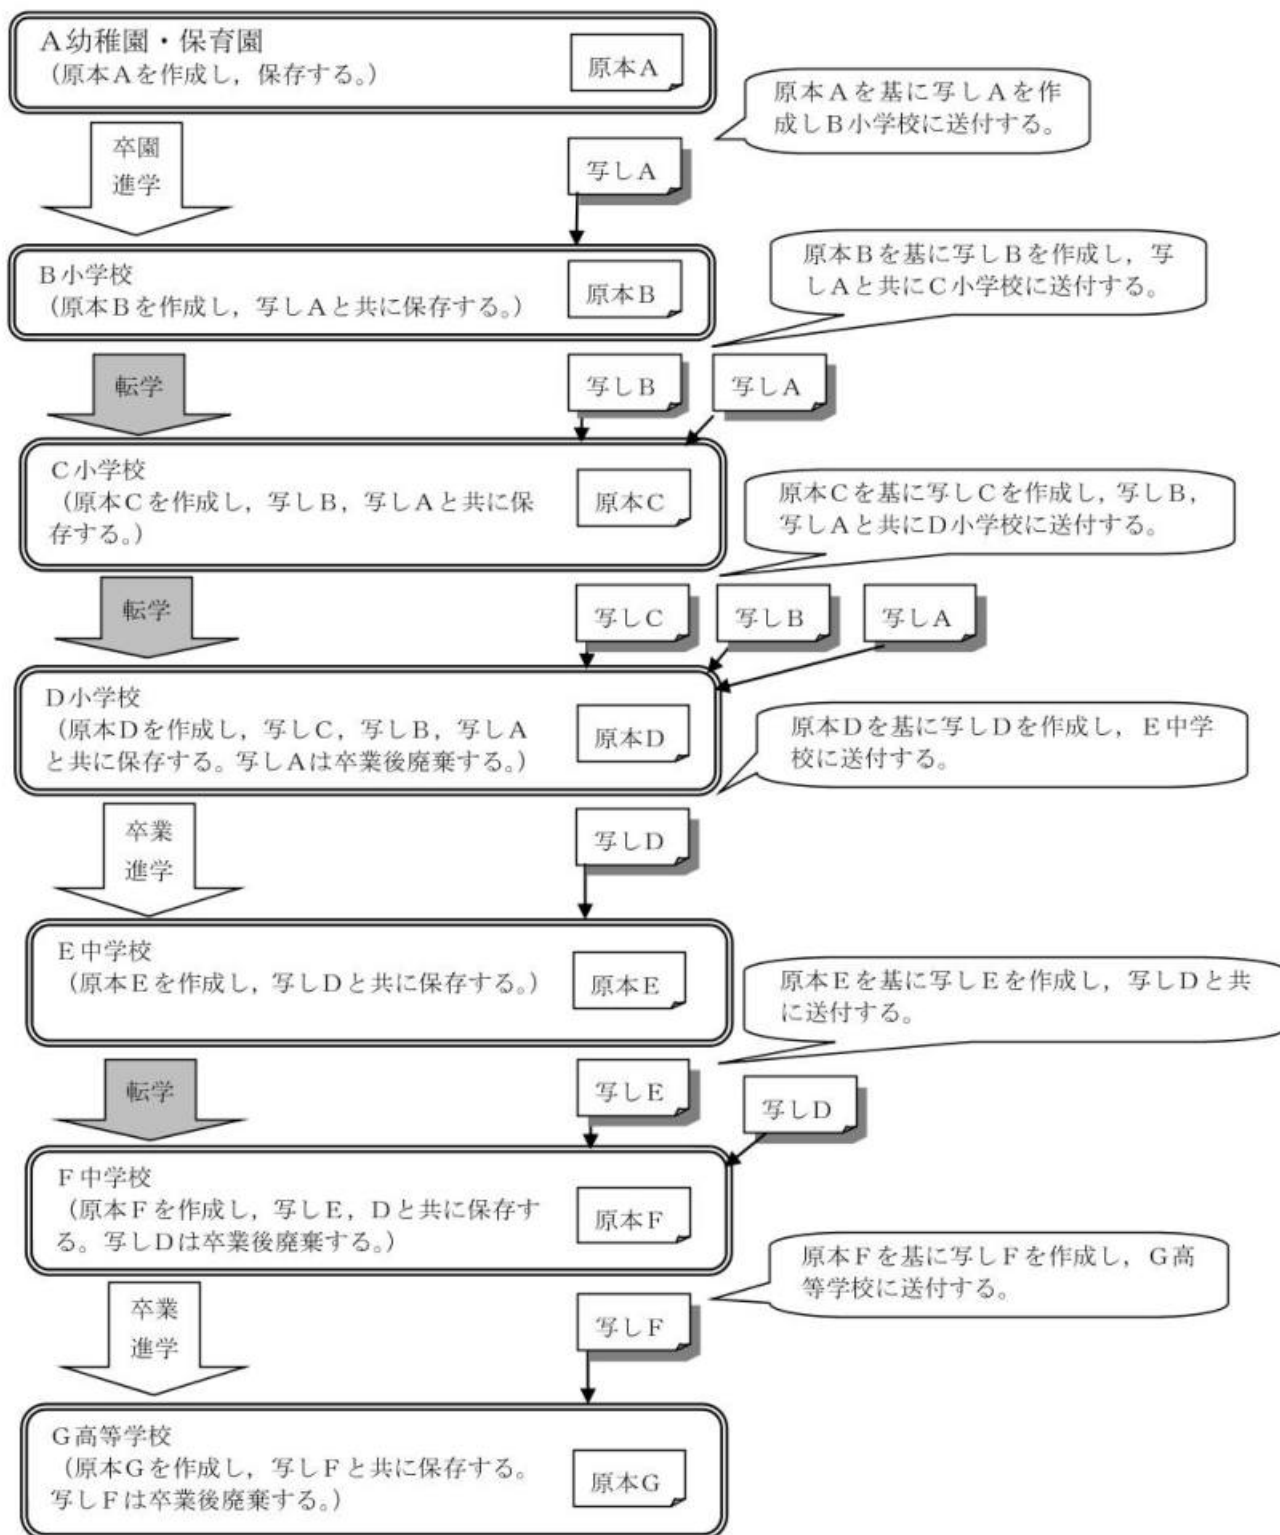 A幼稚園・保育園
（原本Aを作成し，保存する。）
原本A
原本Aを基に写しAを作
成しB小学校に送付する。
卒園
進学
写しA
B小学校
（原本Bを作成し，写しAと共に保存する。）
原本B
原本Bを基に写しBを作成し，写
しAと共にC小学校に送付する。
転学
写しB
写しA
C小学校
（原本Cを作成し，写しB，写しAと共に保
存する。）
原本C
原本Cを基に写しCを作成し，写しB，
写しAと共にD小学校に送付する。
転学
写しC
写しB
写しA
D小学校
（原本Dを作成し，写しC，写しB，写しA
と共に保存する。写しAは卒業後廃棄する。）
原本D
原本Dを基に写しDを作成し，E中学
校に送付する。
卒業
進学
写しD
E中学校
（原本Eを作成し，写しDと共に保存する。）
原本E
原本Eを基に写しEを作成し，写しDと共
に送付する。
転学
写しE
写しD
F中学校
（原本Fを作成し，写しE，Dと共に保存す
る。写しDは卒業後廃棄する。）
原本F
原本Fを基に写しFを作成し，G高
等学校に送付する。
卒業
進学
写しF
G高等学校
（原本Gを作成し，写しFと共に保存する。
写しFは卒業後廃棄する。）
原本G